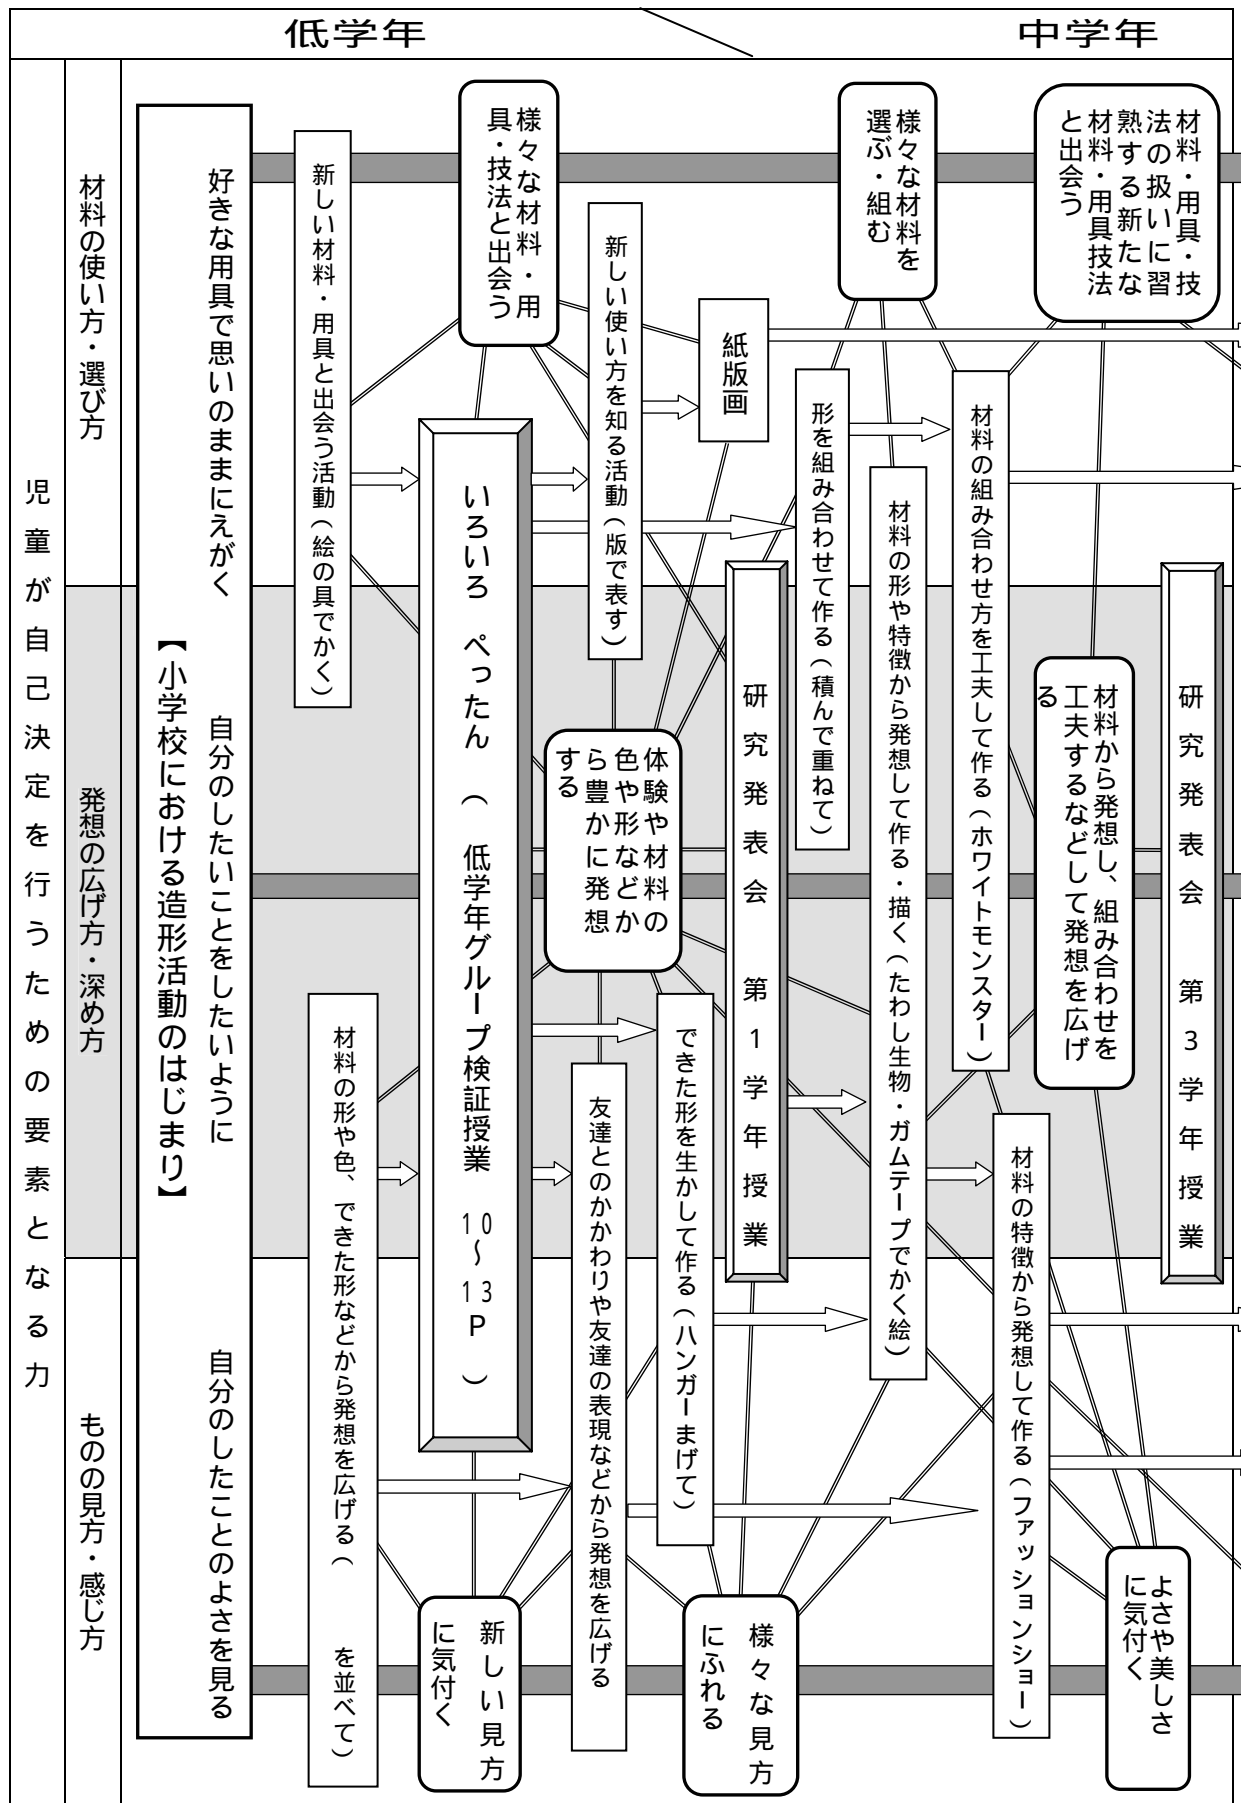 低学年
中学年
児童が自己決定を行うための要素となる力
材料の使い方・選び方
発想の広げ方・深め方
ものの見方・感じ方
好きな用具で思いのままにえがく
自分のしたいことをしたいように
自分のしたことのよさを見る
【小学校における造形活動のはじまり】
新しい材料・用具と出会う活動(絵の具でかく)
材料の形や色、できた形などから発想を広げる(　　を並べて)
様々な材料・用
具・技法と出会う
いろいろ ぺったん ( 低学年グループ検証授業 10〜13P )
新しい見方
に気付く
新しい使い方を知る活動(版で表す)
体験や材料の
色や形などか
ら豊かに発想
する
友達とのかかわりや友達の表現などから発想を広げる
紙版画
できた形を生かして作る(ハンガーまげて)
研究発表会 第1学年授業
様々な見方
にふれる
形を組み合わせて作る(積んで重ねて)
様々な材料を
選ぶ・組む
材料の形や特徴から発想して作る・描く(たわし生物・ガムテープでかく絵)
材料の組み合わせ方を工夫して作る(ホワイトモンスター)
材料の特徴から発想して作る(ファッションショー)
材料・用具・技
法の扱いに習
熟する新たな
材料・用具技法
と出会う
材料から発想し、組み合わせを
工夫するなどして発想を広げ
る
よさや美しさ
に気付く
研究発表会 第3学年授業